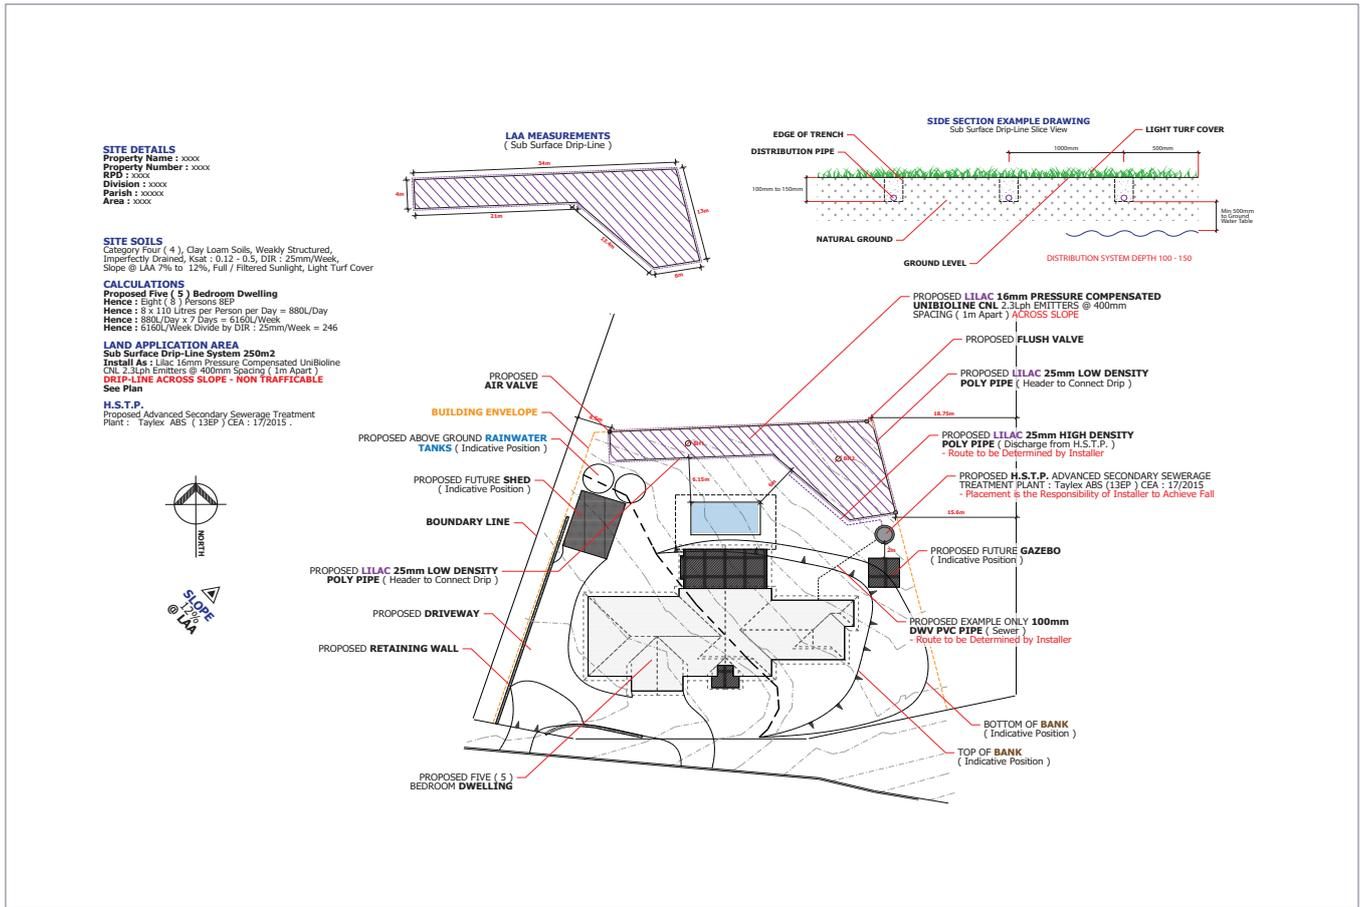 SITE DETAILS
Property Name : xxxx
Property Number : xxxx
RPD : xxxx
Division : xxxx
Parish : xxxxx
Area : xxxx
SITE SOILS
Category Four ( 4 ), Clay Loam Soils, Weakly Structured,
Imperfectly Drained, Ksat : 0.12 - 0.5, DIR : 25mm/Week,
Slope @ LAA 7% to 12%, Full / Filtered Sunlight, Light Turf Cover
CALCULATIONS
Proposed Five ( 5 ) Bedroom Dwelling
Hence : Eight ( 8 ) Persons 8EP
Hence : 8 x 110 Litres per Person per Day = 880L/Day
Hence : 880L/Day x 7 Days = 6160L/Week
Hence : 6160L/Week Divide by DIR : 25mm/Week = 246
LAND APPLICATION AREA
Sub Surface Drip-Line System 250m2
Install As : Lilac 16mm Pressure Compensated UniBioline
CNL 2.3Lph Emitters @ 400mm Spacing ( 1m Apart )
DRIP-LINE ACROSS SLOPE - NON TRAFFICABLE
See Plan
H.S.T.P.
Proposed Advanced Secondary Sewerage Treatment
Plant : Taylex ABS ( 13EP ) CEA : 17/2015 .
NORTH
SLOPE
12%
@ LAA
LAA MEASUREMENTS
( Sub Surface Drip-Line )
34m
4m
21m
13.4m
13m
6m
SIDE SECTION EXAMPLE DRAWING
Sub Surface Drip-Line Slice View
EDGE OF TRENCH
LIGHT TURF COVER
DISTRIBUTION PIPE
1000mm
500mm
100mm to 150mm
Min 500mm
to Ground
Water Table
NATURAL GROUND
GROUND LEVEL
DISTRIBUTION SYSTEM DEPTH 100 - 150
PROPOSED LILAC 16mm PRESSURE COMPENSATED
UNIBIOLINE CNL 2.3Lph EMITTERS @ 400mm
SPACING ( 1m Apart ) ACROSS SLOPE
PROPOSED FLUSH VALVE
PROPOSED LILAC 25mm LOW DENSITY
POLY PIPE ( Header to Connect Drip )
18.75m
PROPOSED LILAC 25mm HIGH DENSITY
POLY PIPE ( Discharge from H.S.T.P. )
- Route to be Determined by Installer
PROPOSED H.S.T.P. ADVANCED SECONDARY SEWERAGE
TREATMENT PLANT : Taylex ABS (13EP ) CEA : 17/2015
- Placement is the Responsibility of Installer to Achieve Fall
15.6m
PROPOSED FUTURE GAZEBO
( Indicative Position )
2m
PROPOSED EXAMPLE ONLY 100mm
DWV PVC PIPE ( Sewer )
- Route to be Determined by Installer
BOTTOM OF BANK
( Indicative Position )
TOP OF BANK
( Indicative Position )
PROPOSED
AIR VALVE
BUILDING ENVELOPE
PROPOSED ABOVE GROUND RAINWATER
TANKS ( Indicative Position )
PROPOSED FUTURE SHED
( Indicative Position )
BOUNDARY LINE
PROPOSED LILAC 25mm LOW DENSITY
POLY PIPE ( Header to Connect Drip )
PROPOSED DRIVEWAY
PROPOSED RETAINING WALL
PROPOSED FIVE ( 5 )
BEDROOM DWELLING
BH1
BH2
6.15m